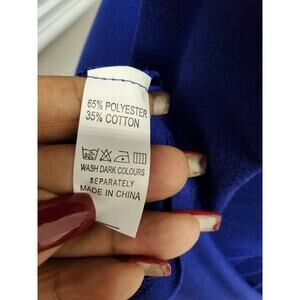 65% POLYESTER
35% COTTON
WASH DARK COLOURS
SEPARATELY
MADE IN CHINA